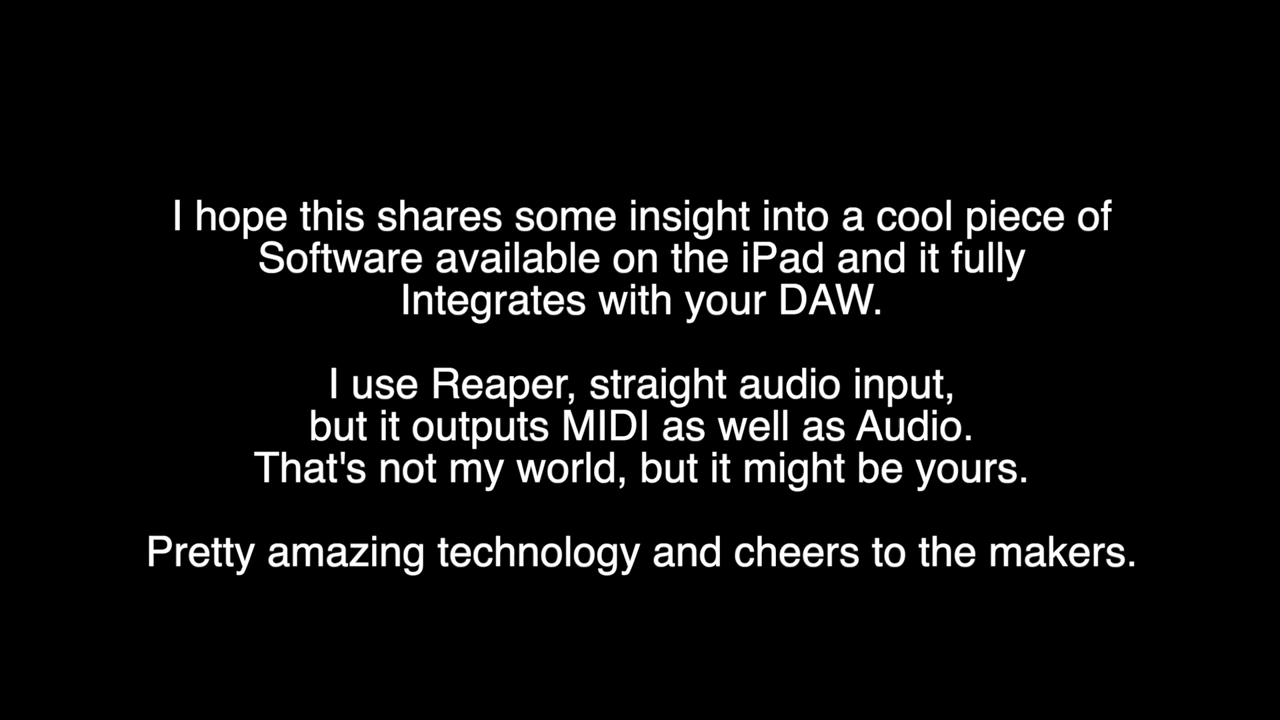 I hope this shares some insight into a cool piece of
Software available on the iPad and it fully
Integrates with your DAW.
I use Reaper, straight audio input,
but it outputs MIDI as well as Audio.
That's not my world, but it might be yours.
Pretty amazing technology and cheers to the makers.